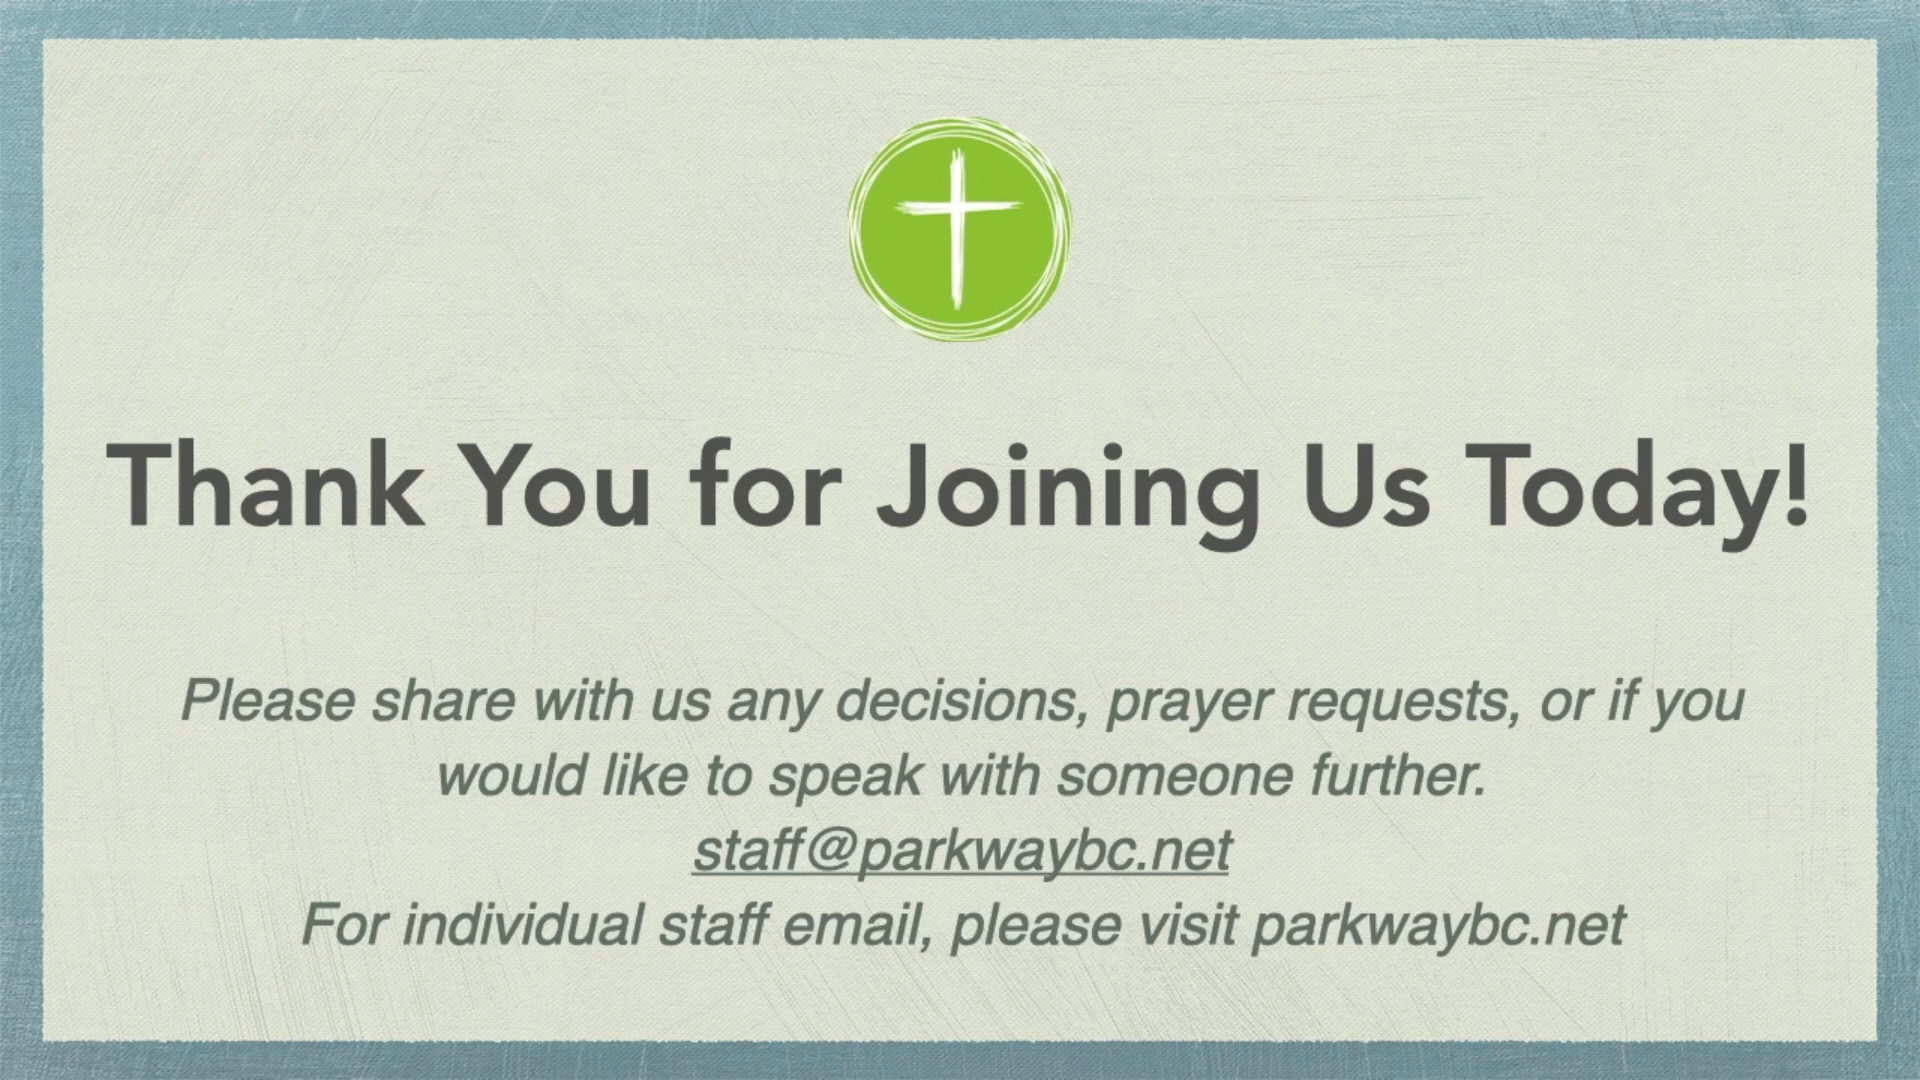 Thank You for Joining Us Today!
Please share with us any decisions, prayer requests, or if you
would like to speak with someone further.
staff@parkwaybc.net
For individual staff email, please visit parkwaybc.net